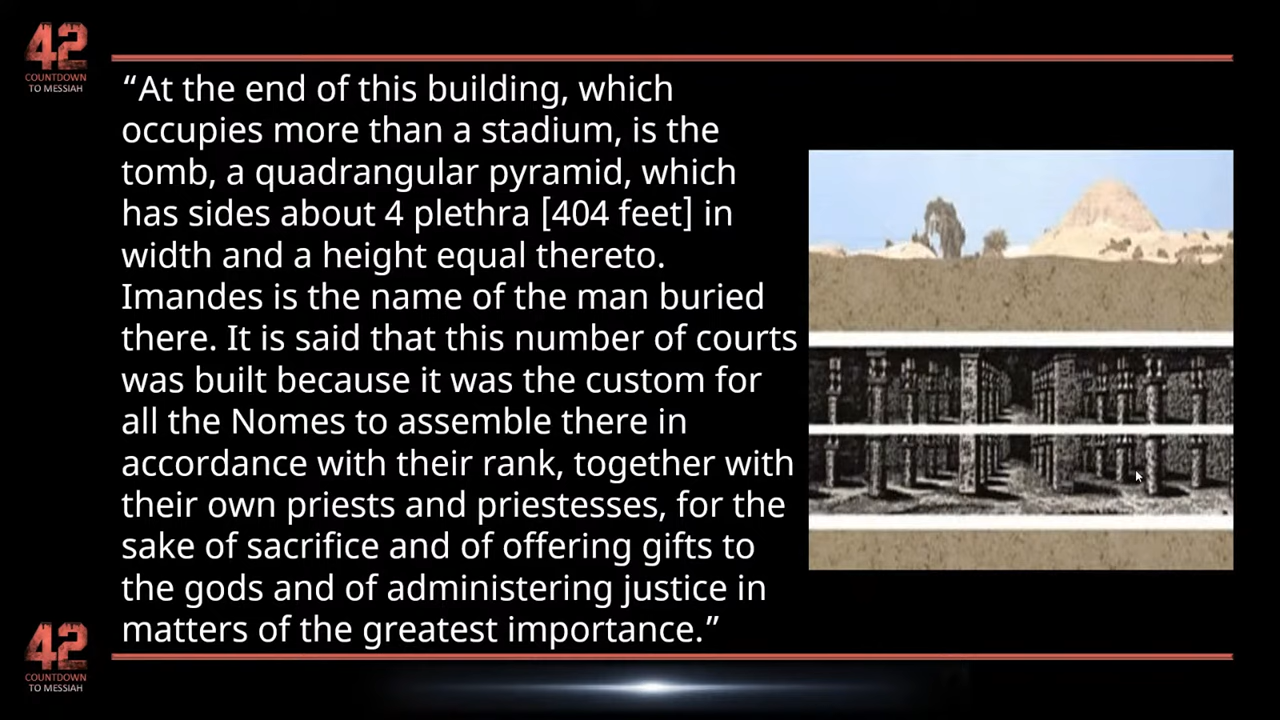 42
COUNTDOWN
TO MESSIAH
“At the end of this building, which
occupies more than a stadium, is the
tomb, a quadrangular pyramid, which
has sides about 4 plethra [404 feet] in
width and a height equal thereto.
Imandes is the name of the man buried
there. It is said that this number of courts
was built because it was the custom for
all the Nomes to assemble there in
accordance with their rank, together with
their own priests and priestesses, for the
sake of sacrifice and of offering gifts to
the gods and of administering justice in
matters of the greatest importance.”
42
COUNTDOWN
TO MESSIAH